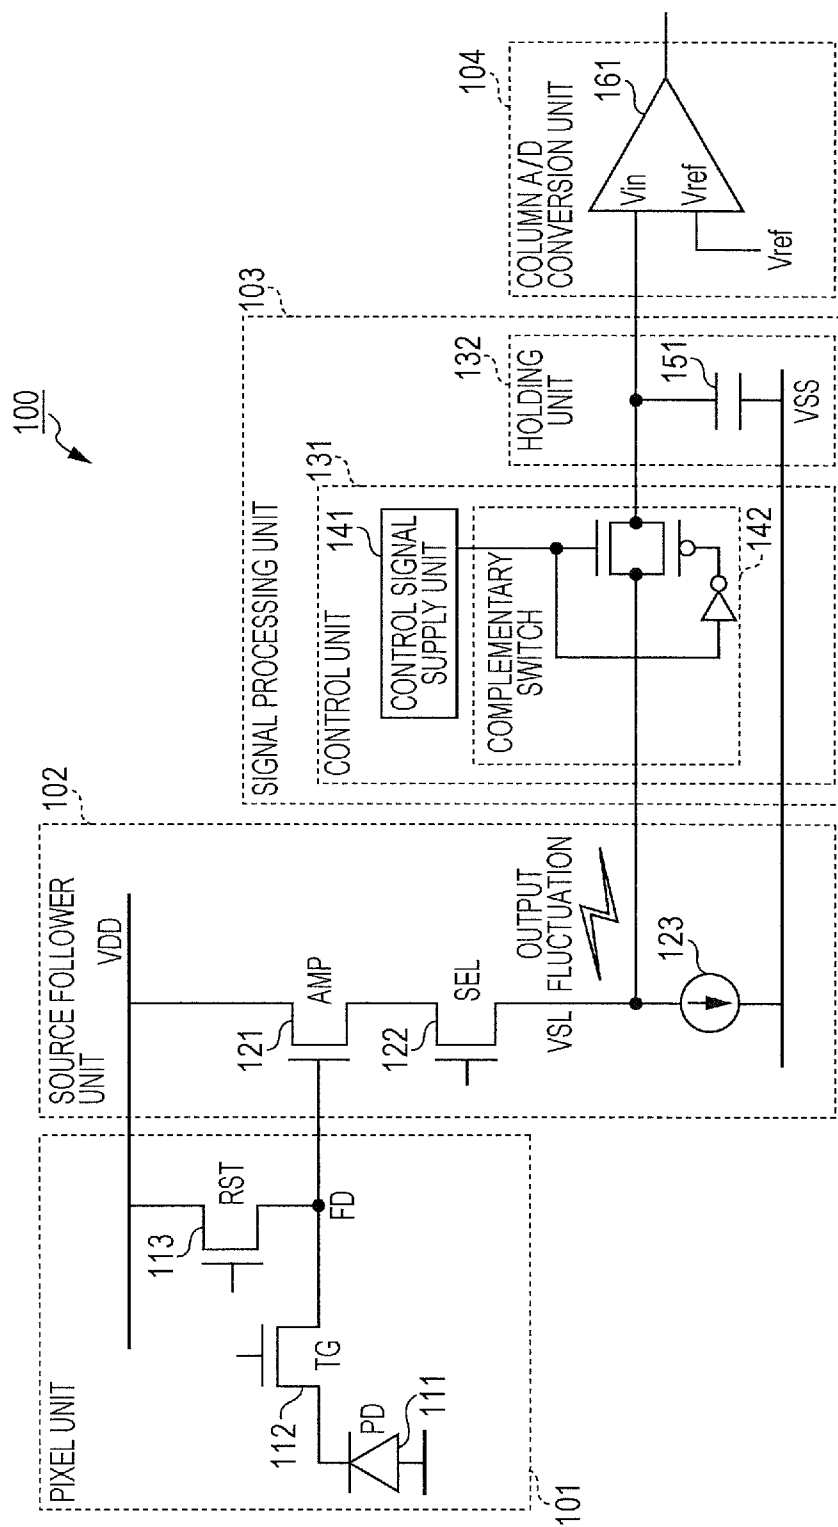 100
PIXEL UNIT
101
PD
111
112
TG
113
RST
FD
SOURCE FOLLOWER
UNIT
102
VDD
121
AMP
122
SEL
VSL
OUTPUT
FLUCTUATION
123
SIGNAL PROCESSING UNIT
103
CONTROL UNIT
131
141
CONTROL SIGNAL
SUPPLY UNIT
COMPLEMENTARY
SWITCH
142
HOLDING
UNIT
132
151
VSS
COLUMN A/D
CONVERSION UNIT
104
161
Vin
Vref
Vref